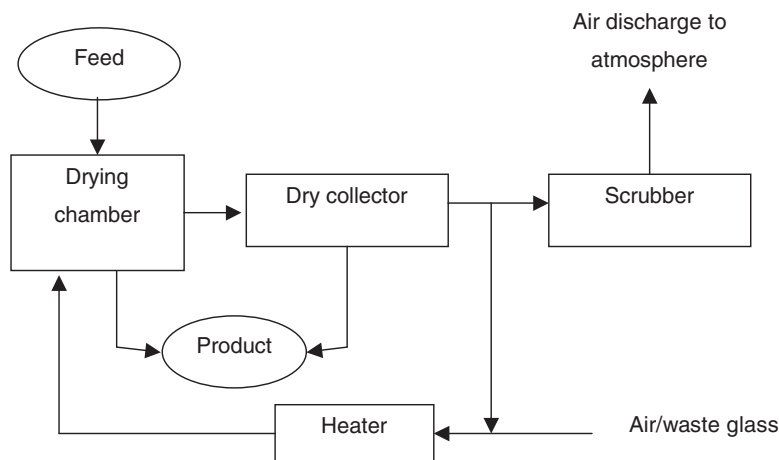 Feed
Air discharge to
atmosphere
Drying
chamber
Dry collector
Scrubber
Product
Heater
Air/waste glass